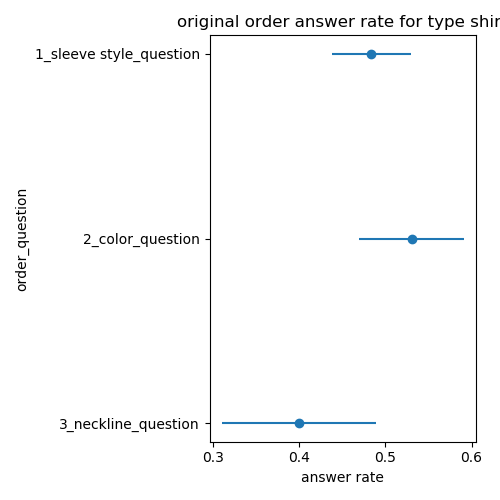 original order answer rate for type shir
1_sleeve style_question
2_color_question
3_neckline_question
order_question
0.3 0.4 0.5 0.6
answer rate